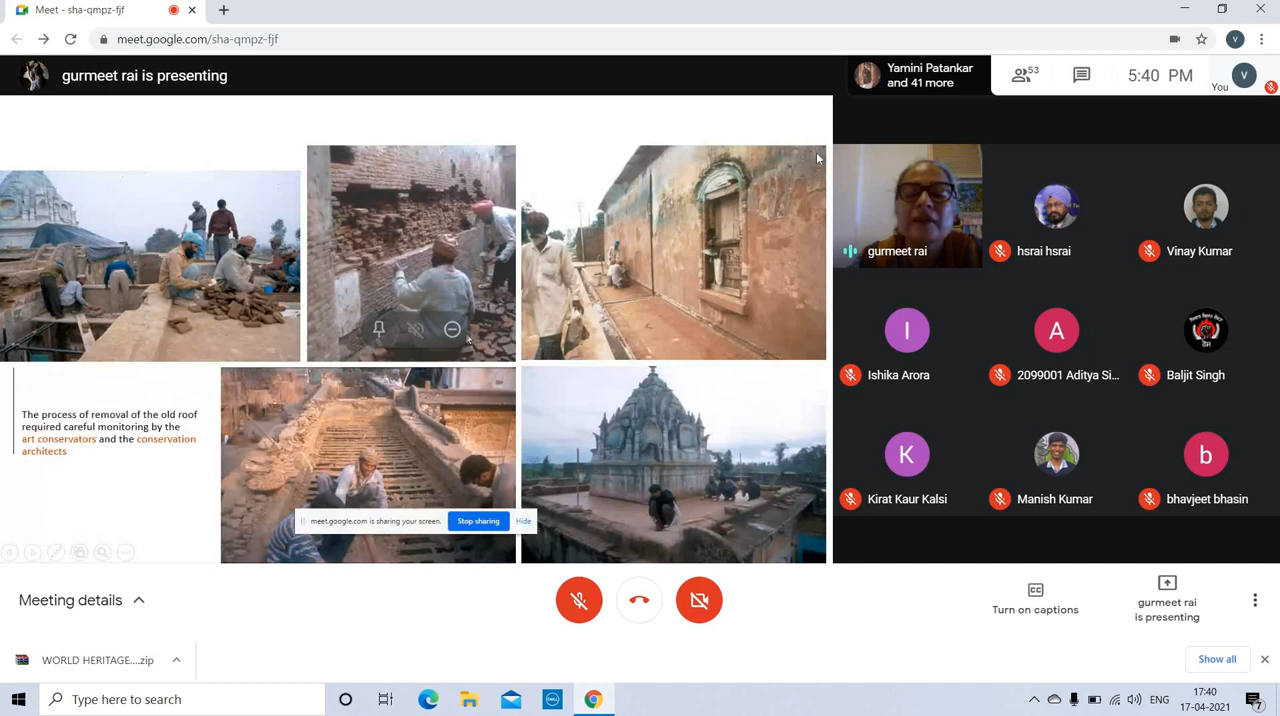 Meet - sha-qmpz-fjf
meet.google.com/sha-qmpz-fjf
gurmeet rai is presenting
Yamini Patankar
and 41 more
53
5:40 PM
You
V
V
gurmeet rai
hsrai hsrai
Vinay Kumar
I
A
Ishika Arora
2099001 Aditya Si...
Baljit Singh
The process of removal of the old roof
required careful monitoring by the
art conservators and the conservation
architects
K
b
Kirat Kaur Kalsi
Manish Kumar
bhavjeet bhasin
meet.google.com is sharing your screen.
Stop sharing
Hide
Meeting details
CC
Turn on captions
gurmeet rai
is presenting
WORLD HERITAGE....zip
Show all
Type here to search
DELL
ENG
17:40
17-04-2021
7